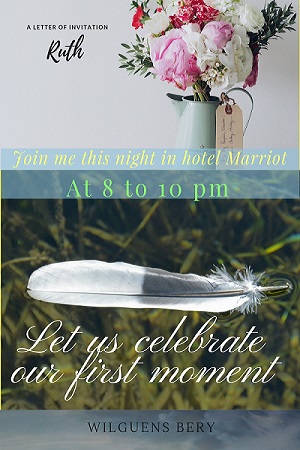 A LETTER OF INVITATION
Ruth
Join me this night in hotel Marriot
At 8 to 10 pm
Let us celebrate
our first moment
WILGUENS BERY